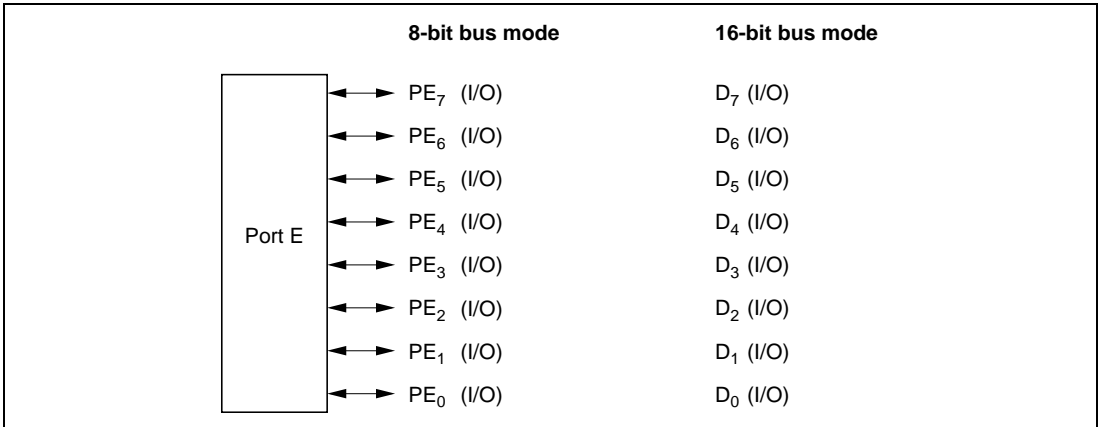 8-bit bus mode 16-bit bus mode
PE₇ (I/O) D₇ (I/O)
PE₆ (I/O) D₆ (I/O)
PE₅ (I/O) D₅ (I/O)
PE₄ (I/O) D₄ (I/O)
Port E
PE₃ (I/O) D₃ (I/O)
PE₂ (I/O) D₂ (I/O)
PE₁ (I/O) D₁ (I/O)
PE₀ (I/O) D₀ (I/O)